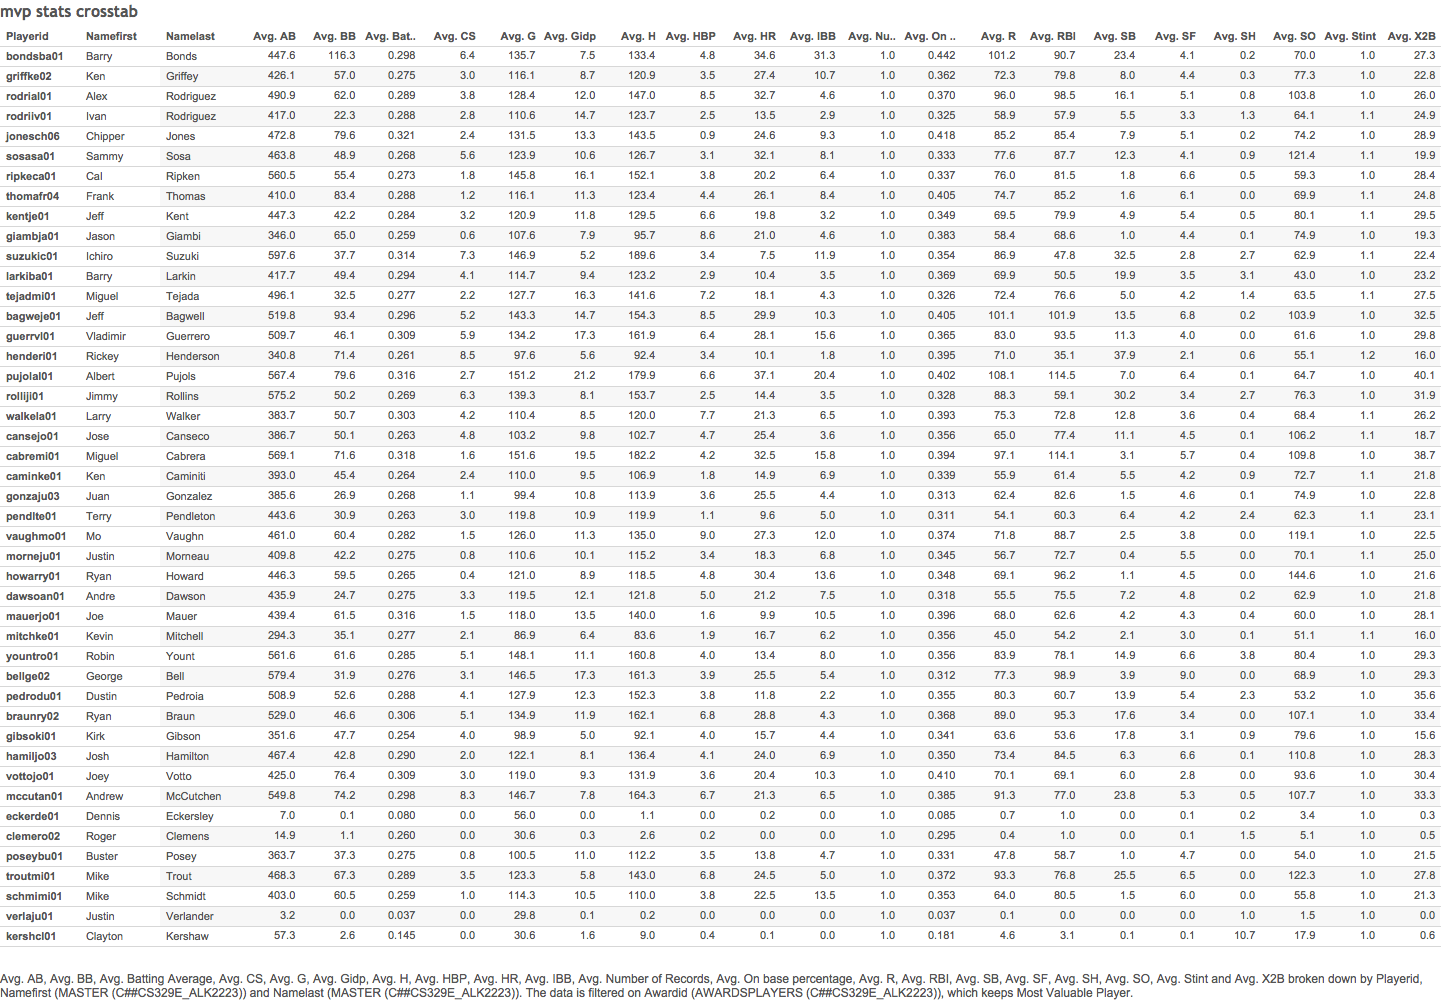 mvp stats crosstab
Playerid Namefirst Namelast Avg. AB Avg. BB Avg. Bat.. Avg. CS Avg. G Avg. Gidp Avg. H Avg. HBP Avg. HR Avg. IBB Avg. Nu.. Avg. On .. Avg. R Avg. RBI Avg. SB Avg. SF Avg. SH Avg. SO Avg. Stint Avg. X2B
bondsba01 Barry Bonds 447.6 116.3 0.298 6.4 135.7 7.5 133.4 4.8 34.6 31.3 1.0 0.442 101.2 90.7 23.4 4.1 0.2 70.0 1.0 27.3
griffke02 Ken Griffey 426.1 57.0 0.275 3.0 116.1 8.7 120.9 3.5 27.4 10.7 1.0 0.362 72.3 79.8 8.0 4.4 0.3 77.3 1.0 22.8
rodrial01 Alex Rodriguez 490.9 62.0 0.289 3.8 128.4 12.0 147.0 8.5 32.7 4.6 1.0 0.370 96.0 98.5 16.1 5.1 0.8 103.8 1.0 26.0
rodriiv01 Ivan Rodriguez 417.0 22.3 0.288 2.8 110.6 14.7 123.7 2.5 13.5 2.9 1.0 0.325 58.9 57.9 5.5 3.3 1.3 64.1 1.1 24.9
jonesch06 Chipper Jones 472.8 79.6 0.321 2.4 131.5 13.3 143.5 0.9 24.6 9.3 1.0 0.418 85.2 85.4 7.9 5.1 0.2 74.2 1.0 28.9
sosasa01 Sammy Sosa 463.8 48.9 0.268 5.6 123.9 10.6 126.7 3.1 32.1 8.1 1.0 0.333 77.6 87.7 12.3 4.1 0.9 121.4 1.1 19.9
ripkeca01 Cal Ripken 560.5 55.4 0.273 1.8 145.8 16.1 152.1 3.8 20.2 6.4 1.0 0.337 76.0 81.5 1.8 6.6 0.5 59.3 1.0 28.4
thomafr04 Frank Thomas 410.0 83.4 0.288 1.2 116.1 11.3 123.4 4.4 26.1 8.4 1.0 0.405 74.7 85.2 1.6 6.1 0.0 69.9 1.1 24.8
kentje01 Jeff Kent 447.3 42.2 0.284 3.2 120.9 11.8 129.5 6.6 19.8 3.2 1.0 0.349 69.5 79.9 4.9 5.4 0.5 80.1 1.1 29.5
giambja01 Jason Giambi 346.0 65.0 0.259 0.6 107.6 7.9 95.7 8.6 21.0 4.6 1.0 0.383 58.4 68.6 1.0 4.4 0.1 74.9 1.1 19.3
suzukic01 Ichiro Suzuki 597.6 37.7 0.314 7.3 146.9 5.2 189.6 3.4 7.5 11.9 1.0 0.354 86.9 47.8 32.5 2.8 2.7 62.9 1.1 22.4
larkiba01 Barry Larkin 417.7 49.4 0.294 4.1 114.7 9.4 123.2 2.9 10.4 3.5 1.0 0.369 69.9 50.5 19.9 3.5 3.1 43.0 1.0 23.2
tejadmi01 Miguel Tejada 496.1 32.5 0.277 2.2 127.7 16.3 141.6 7.2 18.1 4.3 1.0 0.326 72.4 76.6 5.0 4.2 1.4 63.5 1.1 27.5
bagweje01 Jeff Bagwell 519.8 93.4 0.296 5.2 143.3 14.7 154.3 8.5 29.9 10.3 1.0 0.405 101.1 101.9 13.5 6.8 0.2 103.9 1.0 32.5
guerrvl01 Vladimir Guerrero 509.7 46.1 0.309 5.9 134.2 17.3 161.9 6.4 28.1 15.6 1.0 0.365 83.0 93.5 11.3 4.0 0.0 61.6 1.0 29.8
henderi01 Rickey Henderson 340.8 71.4 0.261 8.5 97.6 5.6 92.4 3.4 10.1 1.8 1.0 0.395 71.0 35.1 37.9 2.1 0.6 55.1 1.2 16.0
pujolal01 Albert Pujols 567.4 79.6 0.316 2.7 151.2 21.2 179.9 6.6 37.1 20.4 1.0 0.402 108.1 114.5 7.0 6.4 0.1 64.7 1.0 40.1
rolliji01 Jimmy Rollins 575.2 50.2 0.269 6.3 139.3 8.1 153.7 2.5 14.4 3.5 1.0 0.328 88.3 59.1 30.2 3.4 2.7 76.3 1.0 31.9
walkela01 Larry Walker 383.7 50.7 0.303 4.2 110.4 8.5 120.0 7.7 21.3 6.5 1.0 0.393 75.3 72.8 12.8 3.6 0.4 68.4 1.1 26.2
cansejo01 Jose Canseco 386.7 50.1 0.263 4.8 103.2 9.8 102.7 4.7 25.4 3.6 1.0 0.356 65.0 77.4 11.1 4.5 0.1 106.2 1.1 18.7
cabremi01 Miguel Cabrera 569.1 71.6 0.318 1.6 151.6 19.5 182.2 4.2 32.5 15.8 1.0 0.394 97.1 114.1 3.1 5.7 0.4 109.8 1.0 38.7
caminke01 Ken Caminiti 393.0 45.4 0.264 2.4 110.0 9.5 106.9 1.8 14.9 6.9 1.0 0.339 55.9 61.4 5.5 4.2 0.9 72.7 1.1 21.8
gonzaju03 Juan Gonzalez 385.6 26.9 0.268 1.1 99.4 10.8 113.9 3.6 25.5 4.4 1.0 0.313 62.4 82.6 1.5 4.6 0.1 74.9 1.0 22.8
pendlte01 Terry Pendleton 443.6 30.9 0.263 3.0 119.8 10.9 119.9 1.1 9.6 5.0 1.0 0.311 54.1 60.3 6.4 4.2 2.4 62.3 1.1 23.1
vaughmo01 Mo Vaughn 461.0 60.4 0.282 1.5 126.0 11.3 135.0 9.0 27.3 12.0 1.0 0.374 71.8 88.7 2.5 3.8 0.0 119.1 1.0 22.5
morneju01 Justin Morneau 409.8 42.2 0.275 0.8 110.6 10.1 115.2 3.4 18.3 6.8 1.0 0.345 56.7 72.7 0.4 5.5 0.0 70.1 1.1 25.0
howarry01 Ryan Howard 446.3 59.5 0.265 0.4 121.0 8.9 118.5 4.8 30.4 13.6 1.0 0.348 69.1 96.2 1.1 4.5 0.0 144.6 1.0 21.6
dawsoan01 Andre Dawson 435.9 24.7 0.275 3.3 119.5 12.1 121.8 5.0 21.2 7.5 1.0 0.318 55.5 75.5 7.2 4.8 0.2 62.9 1.0 21.8
mauerjo01 Joe Mauer 439.4 61.5 0.316 1.5 118.0 13.5 140.0 1.6 9.9 10.5 1.0 0.396 68.0 62.6 4.2 4.3 0.4 60.0 1.0 28.1
mitchke01 Kevin Mitchell 294.3 35.1 0.277 2.1 86.9 6.4 83.6 1.9 16.7 6.2 1.0 0.356 45.0 54.2 2.1 3.0 0.1 51.1 1.1 16.0
yountro01 Robin Yount 561.6 61.6 0.285 5.1 148.1 11.1 160.8 4.0 13.4 8.0 1.0 0.356 83.9 78.1 14.9 6.6 3.8 80.4 1.0 29.3
bellge02 George Bell 579.4 31.9 0.276 3.1 146.5 17.3 161.3 3.9 25.5 5.4 1.0 0.312 77.3 98.9 3.9 9.0 0.0 68.9 1.0 29.3
pedrodu01 Dustin Pedroia 508.9 52.6 0.288 4.1 127.9 12.3 152.3 3.8 11.8 2.2 1.0 0.355 80.3 60.7 13.9 5.4 2.3 53.2 1.0 35.6
braunry02 Ryan Braun 529.0 46.6 0.306 5.1 134.9 11.9 162.1 6.8 28.8 4.3 1.0 0.368 89.0 95.3 17.6 3.4 0.0 107.1 1.0 33.4
gibsoki01 Kirk Gibson 351.6 47.7 0.254 4.0 98.9 5.0 92.1 4.0 15.7 4.4 1.0 0.341 63.6 53.6 17.8 3.1 0.9 79.6 1.0 15.6
hamiljo03 Josh Hamilton 467.4 42.8 0.290 2.0 122.1 8.1 136.4 4.1 24.0 6.9 1.0 0.350 73.4 84.5 6.3 6.6 0.1 110.8 1.0 28.3
vottojo01 Joey Votto 425.0 76.4 0.309 3.0 119.0 9.3 131.9 3.6 20.4 10.3 1.0 0.410 70.1 69.1 6.0 2.8 0.0 93.6 1.0 30.4
mccutan01 Andrew McCutchen 549.8 74.2 0.298 8.3 146.7 7.8 164.3 6.7 21.3 6.5 1.0 0.385 91.3 77.0 23.8 5.3 0.5 107.7 1.0 33.3
eckerde01 Dennis Eckersley 7.0 0.1 0.080 0.0 56.0 0.0 1.1 0.0 0.2 0.0 1.0 0.085 0.7 1.0 0.0 0.1 0.2 3.4 1.0 0.3
clemero02 Roger Clemens 14.9 1.1 0.260 0.0 30.6 0.3 2.6 0.2 0.0 0.0 1.0 0.295 0.4 1.0 0.0 0.3 1.5 5.1 1.0 0.5
poseybu01 Buster Posey 363.7 37.3 0.275 0.8 100.5 11.0 112.2 3.5 13.8 4.7 1.0 0.331 47.8 58.7 1.0 4.7 0.0 54.0 1.0 21.5
troutmi01 Mike Trout 468.3 67.3 0.289 3.5 123.3 5.8 143.0 6.8 24.5 5.0 1.0 0.372 93.3 76.8 25.5 6.5 0.0 122.3 1.0 27.8
schmimi01 Mike Schmidt 403.0 60.5 0.259 1.0 114.3 10.5 110.0 3.8 22.5 13.5 1.0 0.353 64.0 80.5 1.5 6.0 0.0 55.8 1.0 21.3
verlaju01 Justin Verlander 3.2 0.0 0.037 0.0 29.8 0.1 0.2 0.0 0.0 0.0 1.0 0.037 0.1 0.0 0.0 0.0 1.0 1.5 1.0 0.0
kershcl01 Clayton Kershaw 57.3 2.6 0.145 0.0 30.6 1.6 9.0 0.4 0.1 0.0 1.0 0.181 4.6 3.1 0.1 0.1 10.7 17.9 1.0 0.6
Avg. AB, Avg. BB, Avg. Batting Average, Avg. CS, Avg. G, Avg. Gidp, Avg. H, Avg. HBP, Avg. HR, Avg. IBB, Avg. Number of Records, Avg. On base percentage, Avg. R, Avg. RBI, Avg. SB, Avg. SF, Avg. SH, Avg. SO, Avg. Stint and Avg. X2B broken down by Playerid,
Namefirst (MASTER (C##CS329E_ALK2223)) and Namelast (MASTER (C##CS329E_ALK2223)). The data is filtered on Awardid (AWARDSPLAYERS (C##CS329E_ALK2223)), which keeps Most Valuable Player.